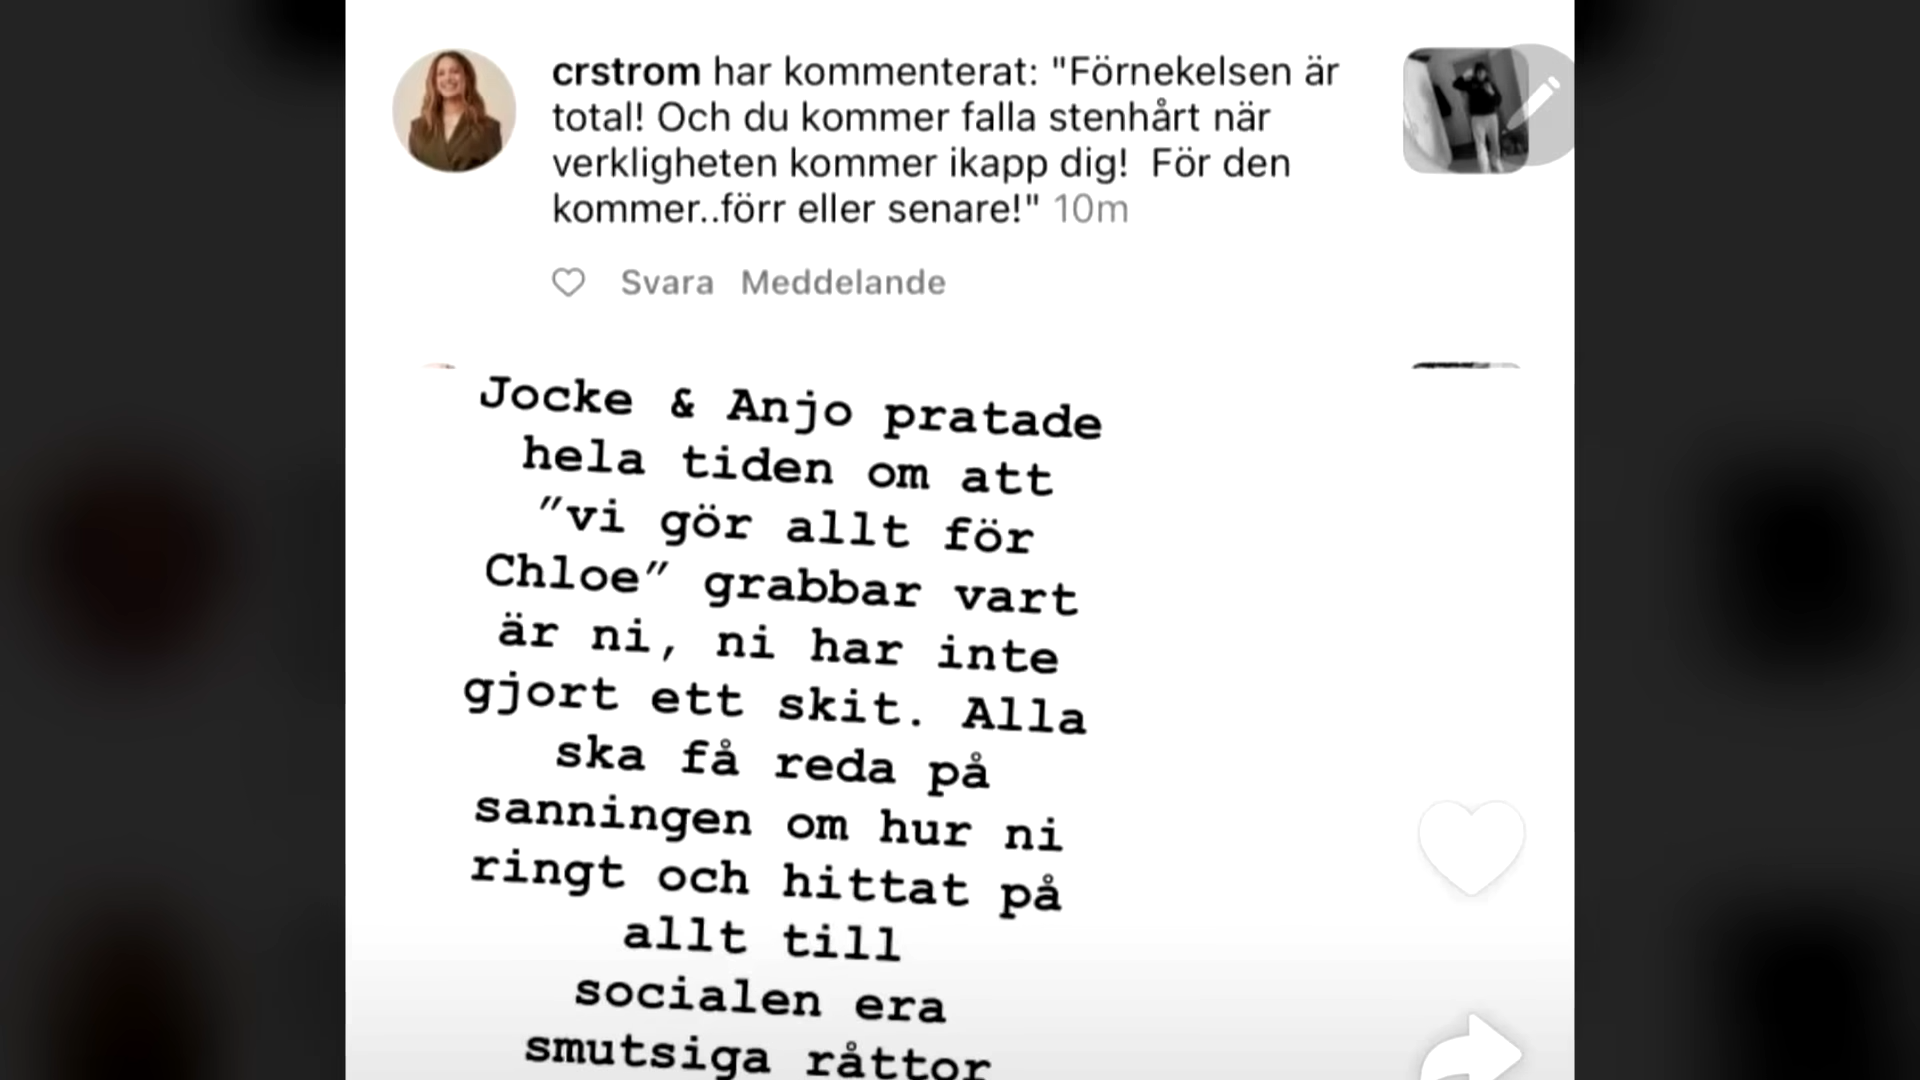 crstrom har kommenterat: "Förnekelsen är
total! Och du kommer falla stenhårt när
verkligheten kommer ikapp dig!  För den
kommer..förr eller senare!" 10m
Svara Meddelande
Jocke & Anjo pratade
hela tiden om att
"vi gör allt för
Chloe" grabbar vart
är ni, ni har inte
gjort ett skit. Alla
ska få reda på
sanningen om hur ni
ringt och hittat på
allt till
socialen era
smutsiga råttor